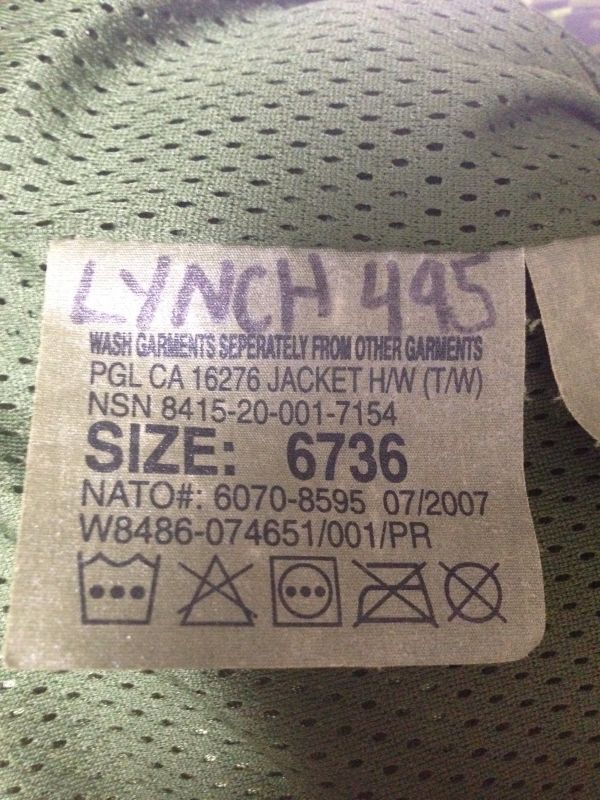 LYNCH 495
WASH GARMENTS SEPERATELY FROM OTHER GARMENTS
PGL CA 16276 JACKET H/W (T/W)
NSN 8415-20-001-7154
SIZE: 6736
NATO#: 6070-8595 07/2007
W8486-074651/001/PR